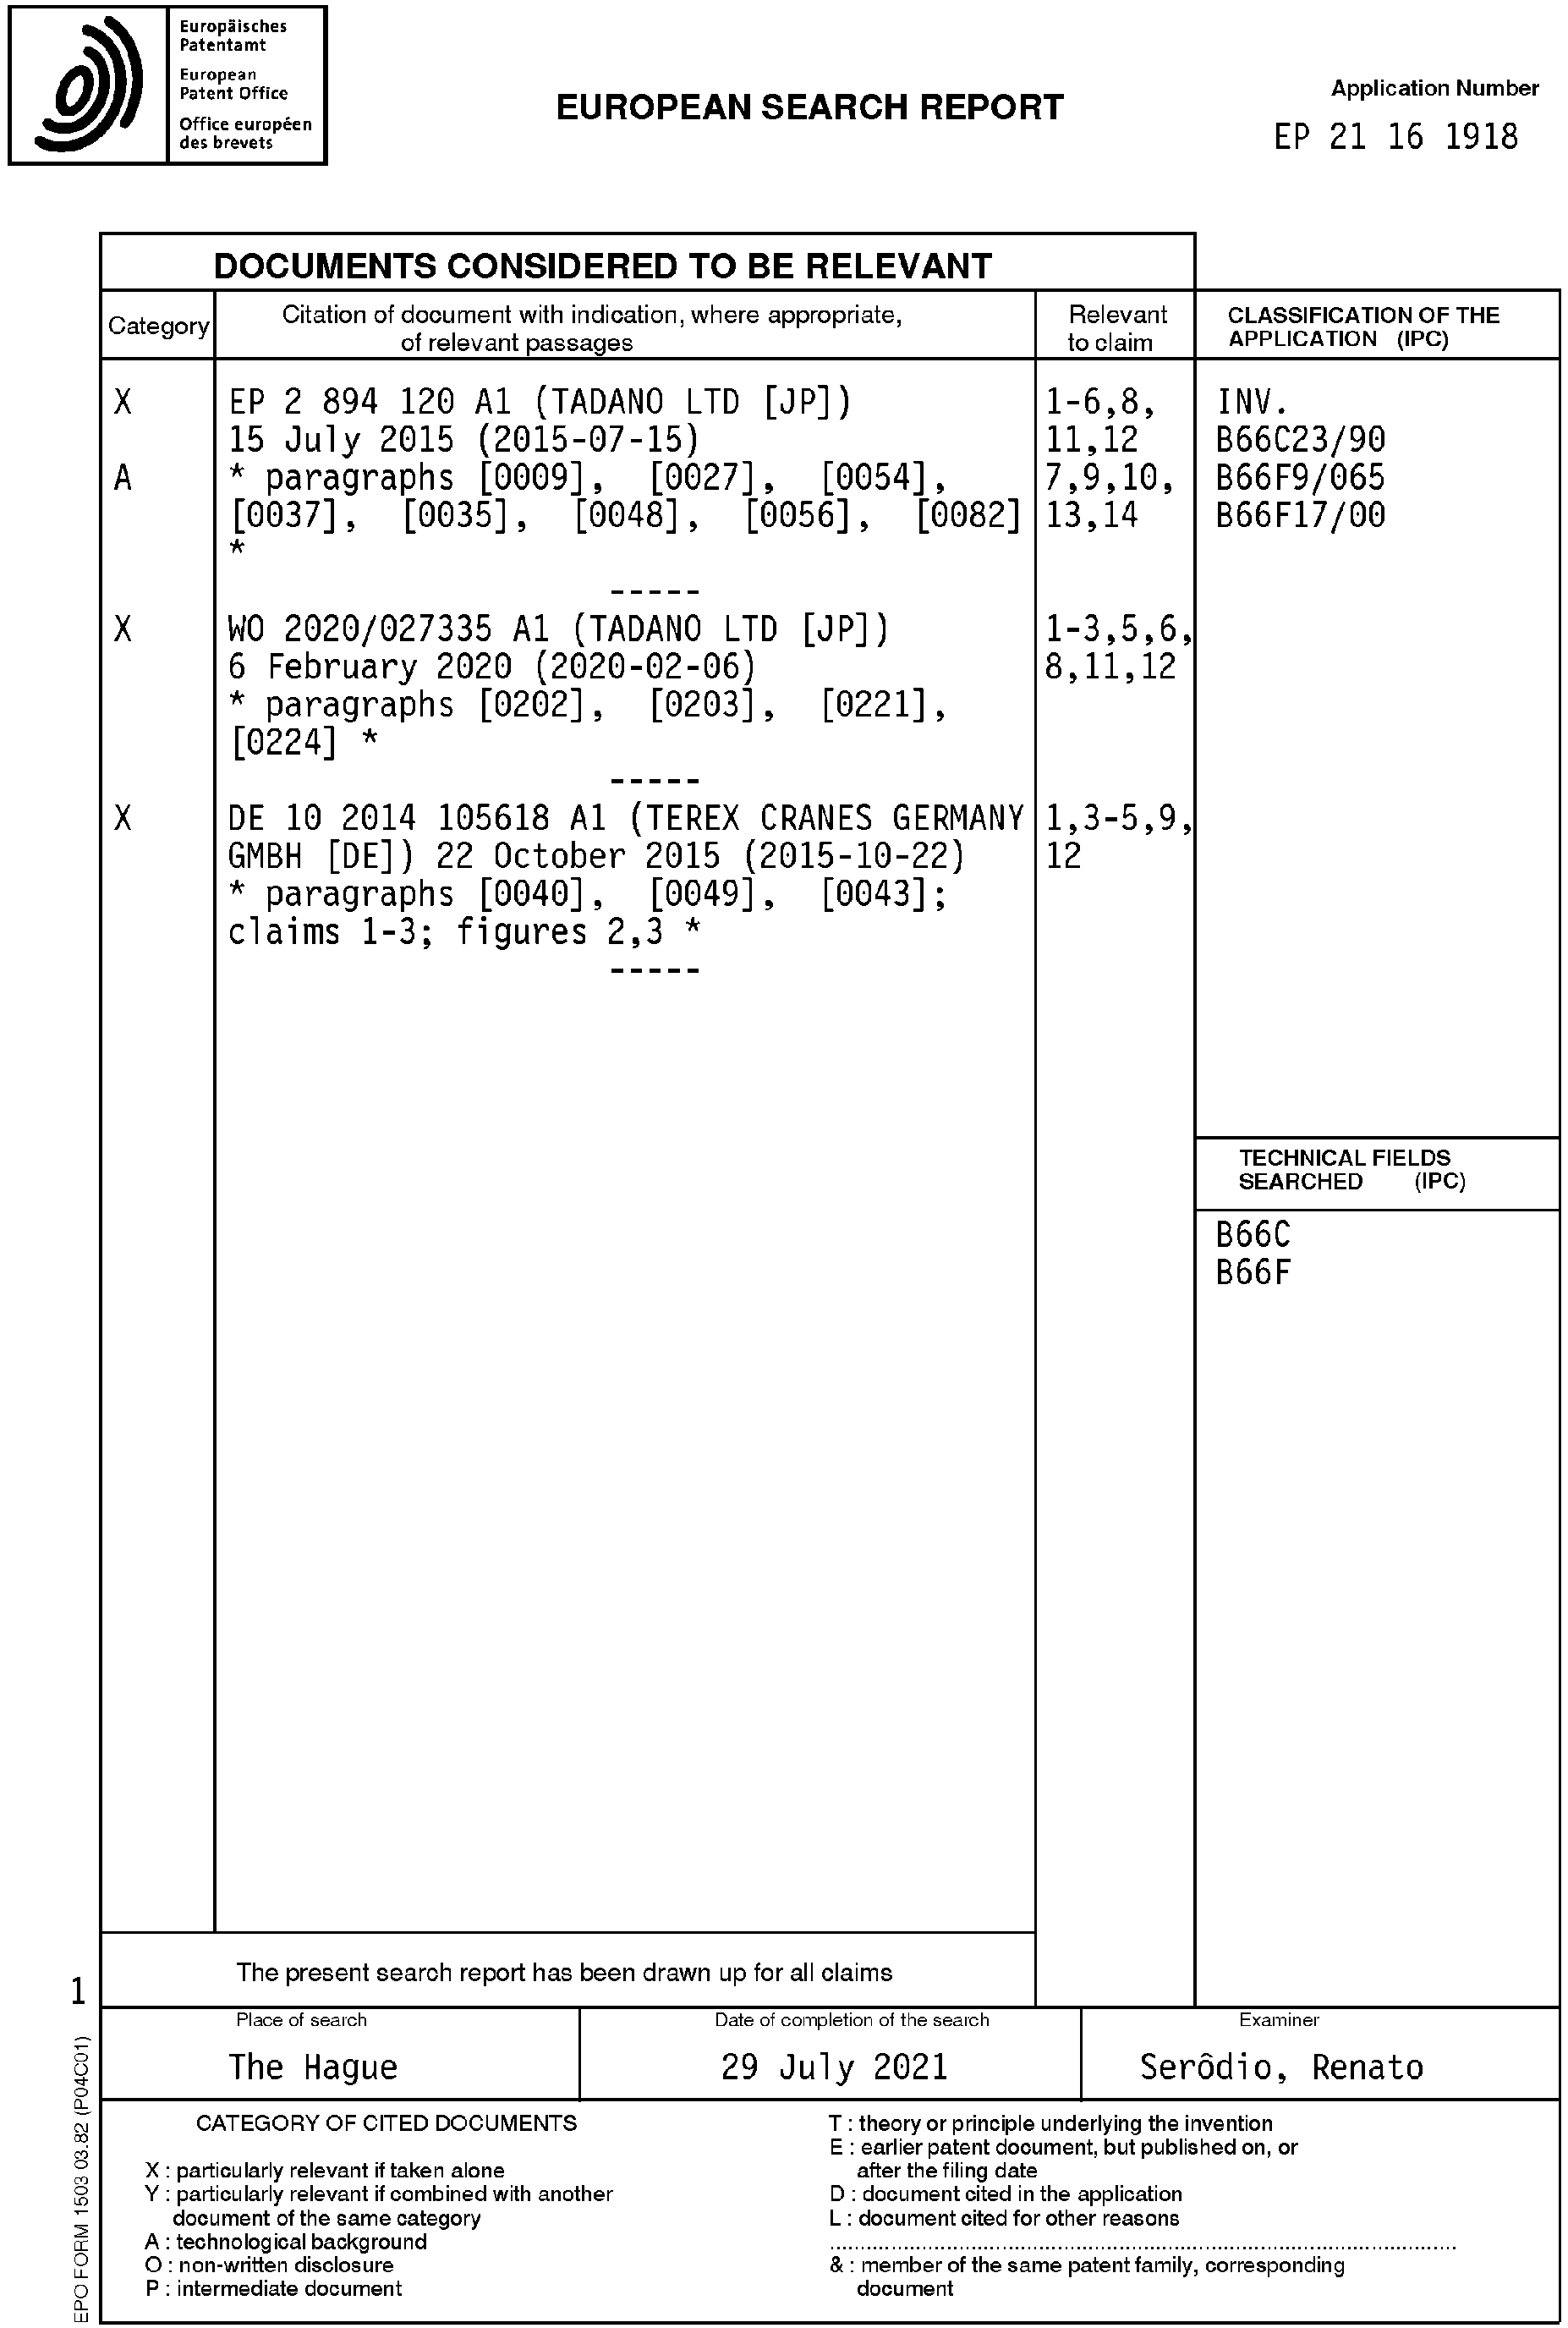 Europäisches
Patentamt
European
Patent Office
Office européen
des brevets
EUROPEAN SEARCH REPORT
Application Number
EP 21 16 1918
DOCUMENTS CONSIDERED TO BE RELEVANT
Category
Citation of document with indication, where appropriate,
of relevant passages
Relevant
to claim
CLASSIFICATION OF THE
APPLICATION (IPC)
X
EP 2 894 120 A1 (TADANO LTD [JP])
1-6,8,
15 July 2015 (2015-07-15)
11,12
A
* paragraphs [0009], [0027], [0054],
7,9,10,
[0037], [0035], [0048], [0056], [0082]
13,14
*
-----
X
WO 2020/027335 A1 (TADANO LTD [JP])
1-3,5,6,
6 February 2020 (2020-02-06)
8,11,12
* paragraphs [0202], [0203], [0221],
[0224] *
-----
X
DE 10 2014 105618 A1 (TEREX CRANES GERMANY
1,3-5,9,
GMBH [DE]) 22 October 2015 (2015-10-22)
12
* paragraphs [0040], [0049], [0043];
claims 1-3; figures 2,3 *
-----
INV.
B66C23/90
B66F9/065
B66F17/00
TECHNICAL FIELDS
SEARCHED (IPC)
B66C
B66F
The present search report has been drawn up for all claims
1
Place of search
The Hague
Date of completion of the search
29 July 2021
Examiner
Serôdio, Renato
CATEGORY OF CITED DOCUMENTS
X : particularly relevant if taken alone
Y : particularly relevant if combined with another
document of the same category
A : technological background
O : non-written disclosure
P : intermediate document
T : theory or principle underlying the invention
E : earlier patent document, but published on, or
after the filing date
D : document cited in the application
L : document cited for other reasons
& : member of the same patent family, corresponding
document
EPO FORM 1503 03.82 (P04C01)